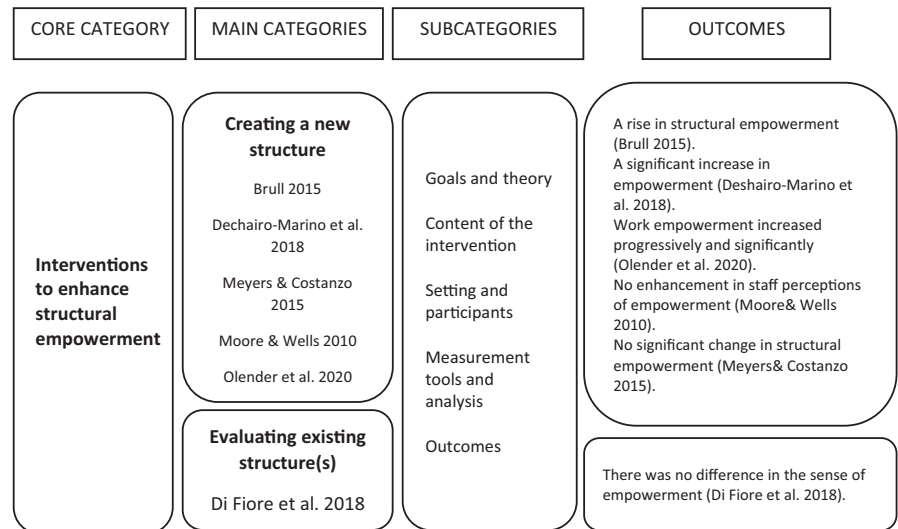 CORE CATEGORY
MAIN CATEGORIES
SUBCATEGORIES
OUTCOMES
Interventions
to enhance
structural
empowerment
Creating a new
structure
Brull 2015
Dechairo-Marino et al.
2018
Meyers & Costanzo
2015
Moore & Wells 2010
Olender et al. 2020
Evaluating existing
structure(s)
Di Fiore et al. 2018
Goals and theory
Content of the
intervention
Setting and
participants
Measurement
tools and
analysis
Outcomes
A rise in structural empowerment
(Brull 2015).
A significant increase in
empowerment (Deshairo-Marino et
al. 2018).
Work empowerment increased
progressively and significantly
(Olender et al. 2020).
No enhancement in staff perceptions
of empowerment (Moore& Wells
2010).
No significant change in structural
empowerment (Meyers& Costanzo
2015).
There was no difference in the sense of
empowerment (Di Fiore et al. 2018).